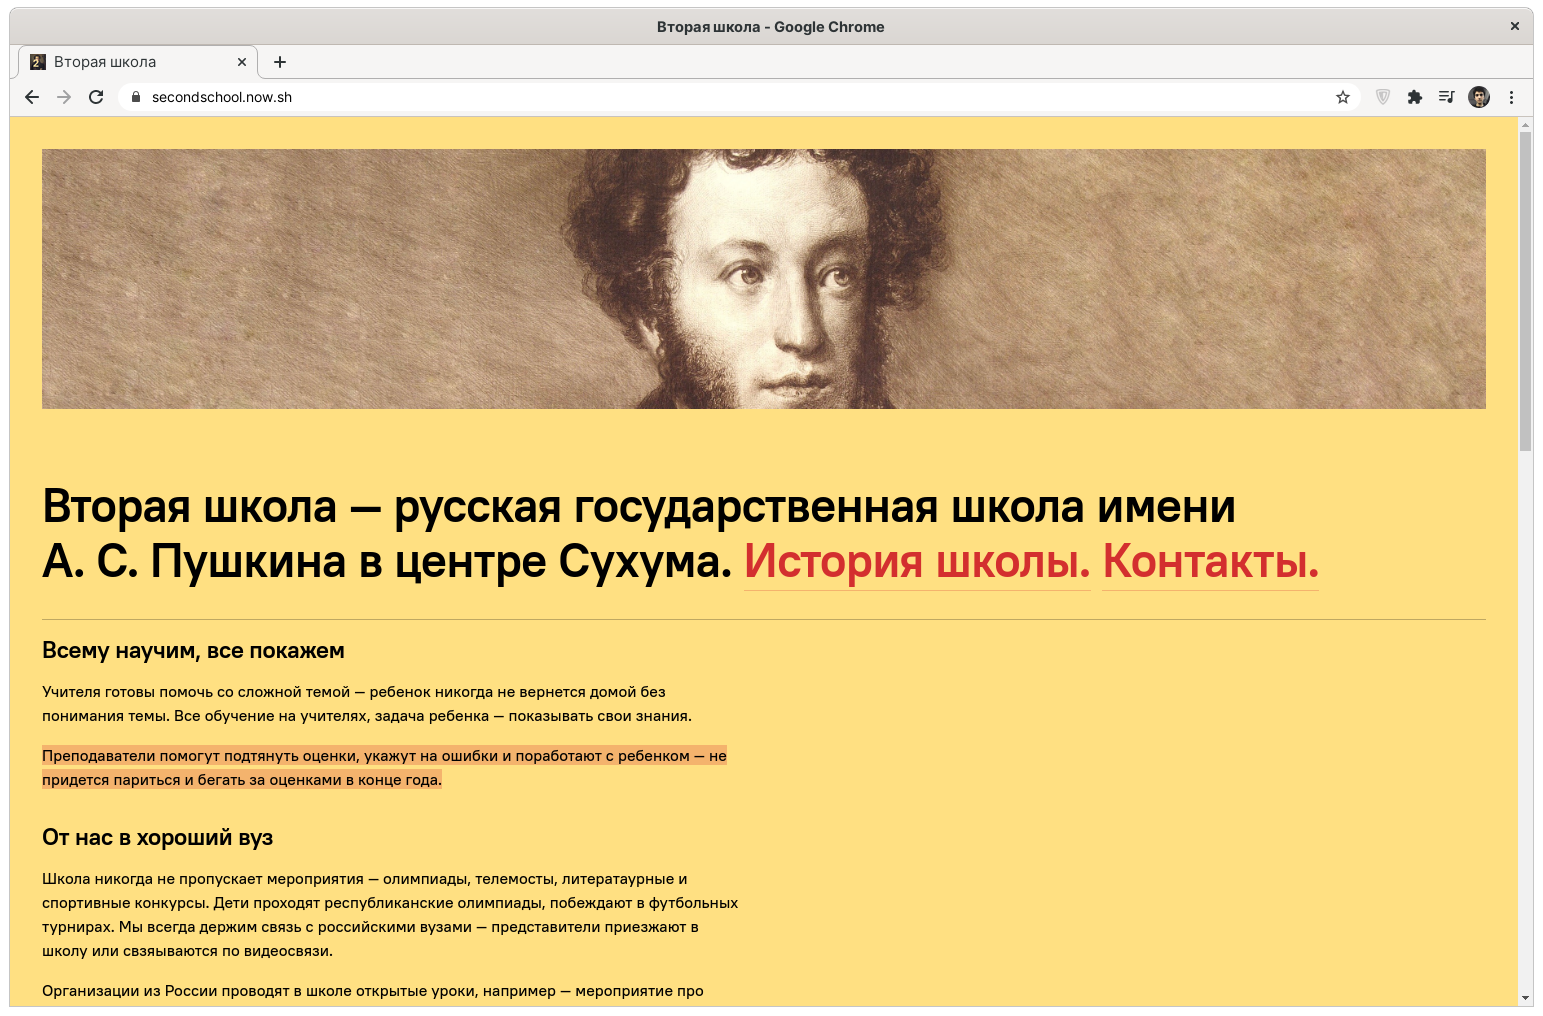 Вторая школа - Google Chrome
Вторая школа
secondschool.now.sh
Вторая школа — русская государственная школа имени
А. С. Пушкина в центре Сухума. История школы. Контакты.
Всему научим, все покажем
Учителя готовы помочь со сложной темой — ребенок никогда не вернется домой без
понимания темы. Все обучение на учителях, задача ребенка — показывать свои знания.
Преподаватели помогут подтянуть оценки, укажут на ошибки и поработают с ребенком — не
придется париться и бегать за оценками в конце года.
От нас в хороший вуз
Школа никогда не пропускает мероприятия — олимпиады, телемосты, литератаурные и
спортивные конкурсы. Дети проходят республиканские олимпиады, побеждают в футбольных
турнирах. Мы всегда держим связь с российскими вузами — представители приезжают в
школу или свзяываются по видеосвязи.
Организации из России проводят в школе открытые уроки, например — мероприятие про